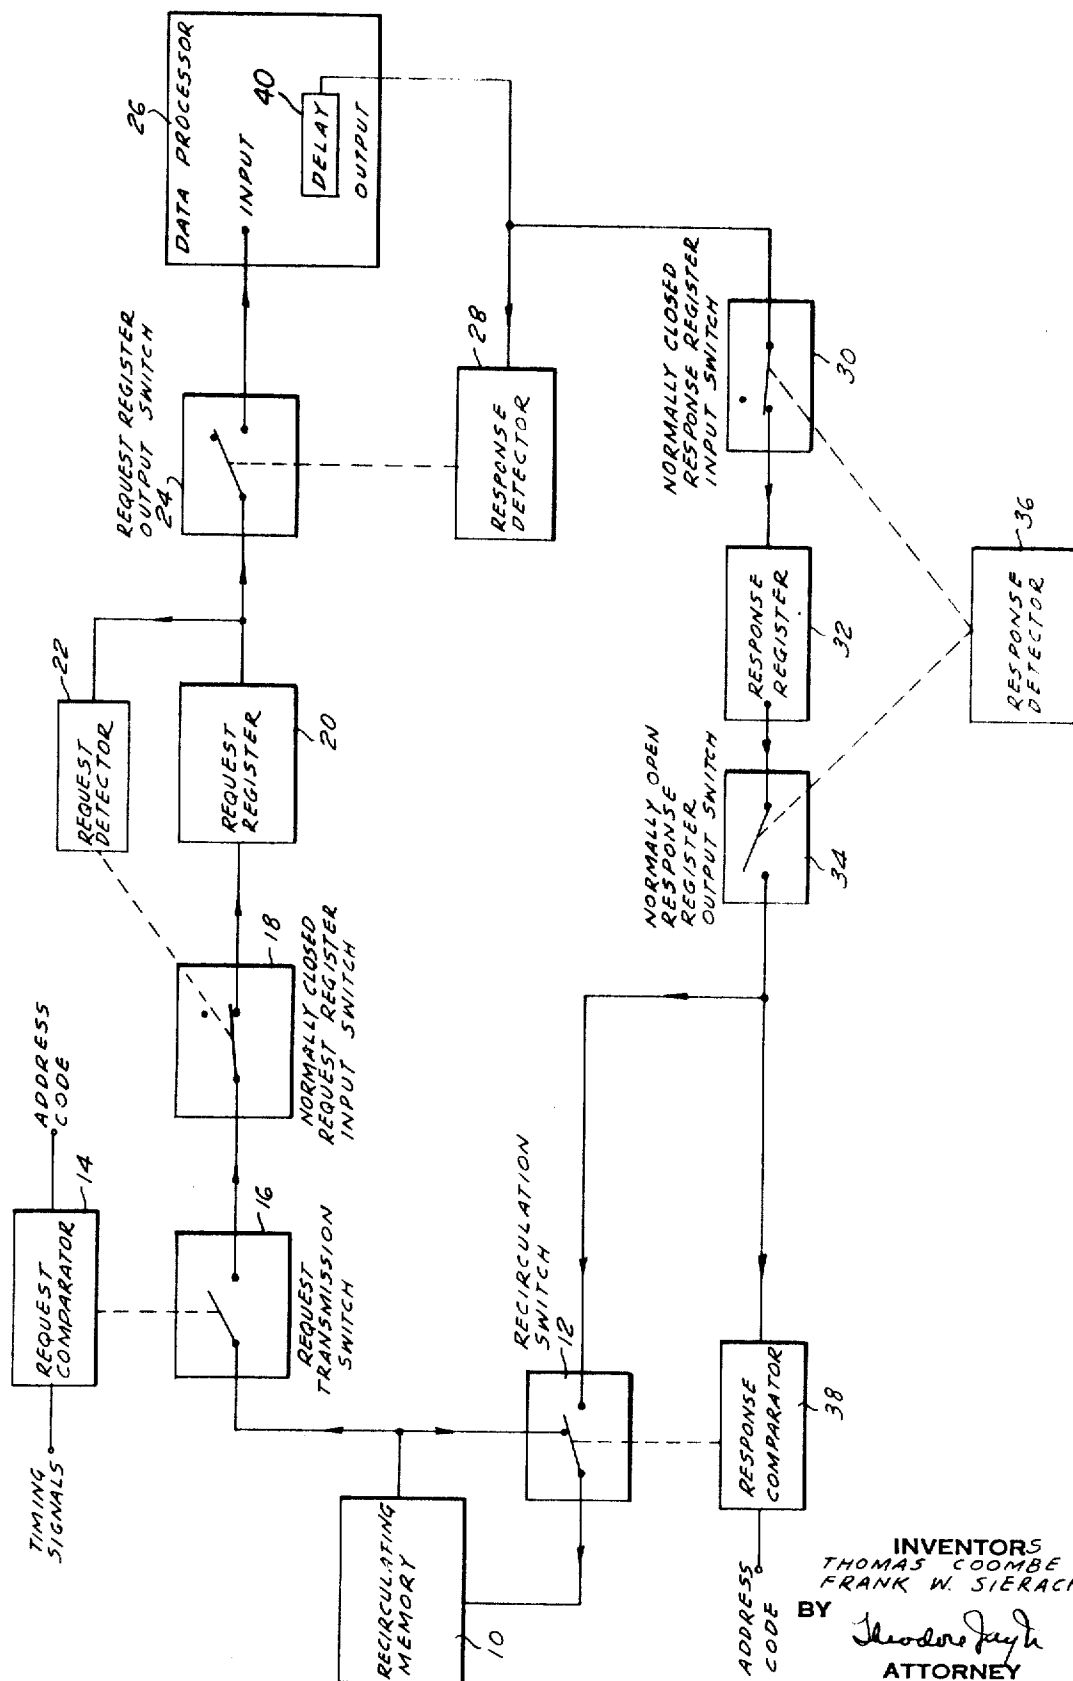 TIMING
SIGNALS
REQUEST
COMPARATOR
14
ADDRESS
CODE
REQUEST
TRANSMISSION
SWITCH
16
NORMALLY CLOSED
REQUEST REGISTER
INPUT SWITCH
18
REQUEST
DETECTOR
22
REQUEST
REGISTER
20
REQUEST REGISTER
OUTPUT SWITCH
24
DATA PROCESSOR
26
INPUT
DELAY
40
OUTPUT
RECIRCULATING
MEMORY
10
RECIRCULATION
SWITCH
12
RESPONSE
DETECTOR
28
ADDRESS
CODE
RESPONSE
COMPARATOR
38
NORMALLY OPEN
RESPONSE
REGISTER
OUTPUT SWITCH
34
RESPONSE
REGISTER
32
NORMALLY CLOSED
RESPONSE REGISTER
INPUT SWITCH
30
RESPONSE
DETECTOR
36
INVENTORS
THOMAS COOMBE
FRANK W.
BY
ATTORNEY